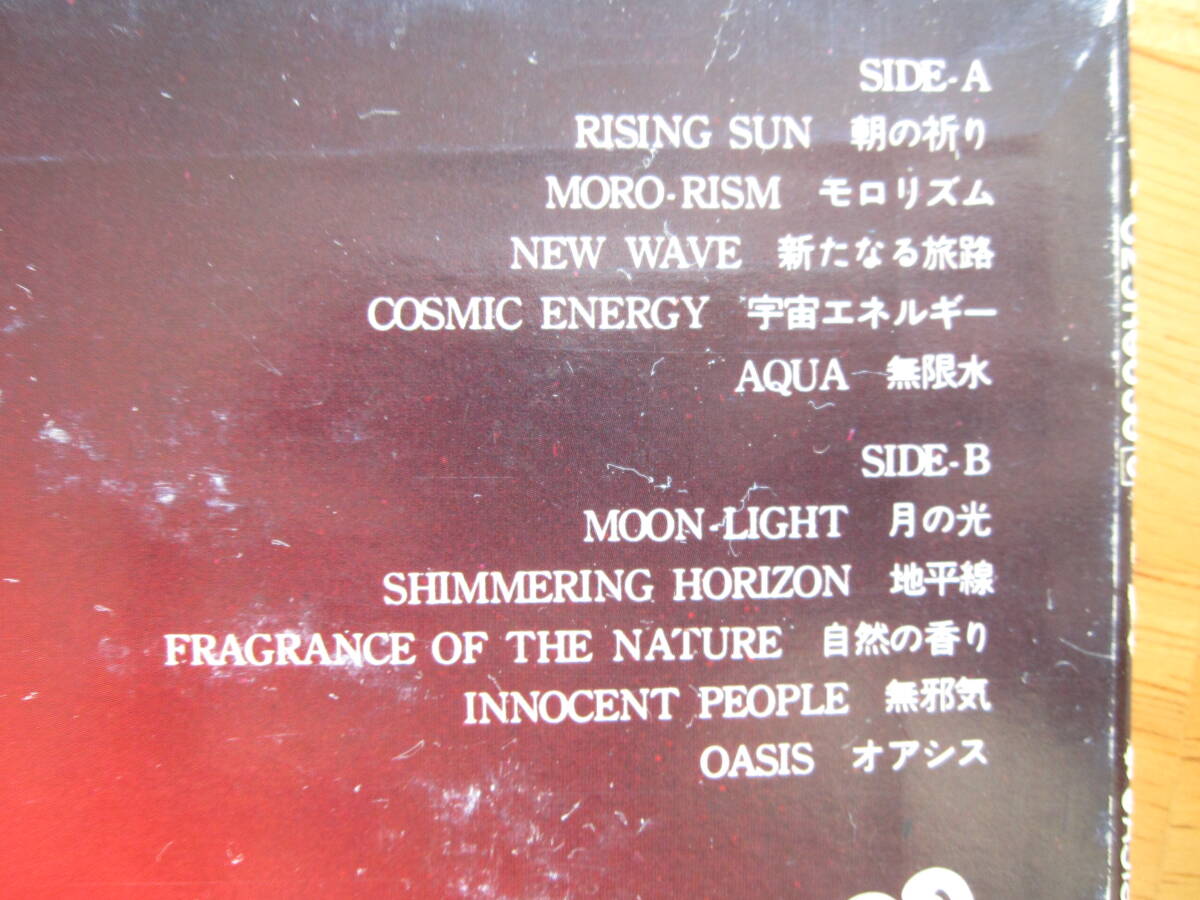 SIDE-A
RISING SUN 朝の祈り
MORO-RISM モロリズム
NEW WAVE 新たなる旅路
COSMIC ENERGY 宇宙エネルギー
AQUA 無限水
SIDE-B
MOON-LIGHT 月の光
SHIMMERING HORIZON 地平線
FRAGRANCE OF THE NATURE 自然の香り
INNOCENT PEOPLE 無邪気
OASIS オアシス